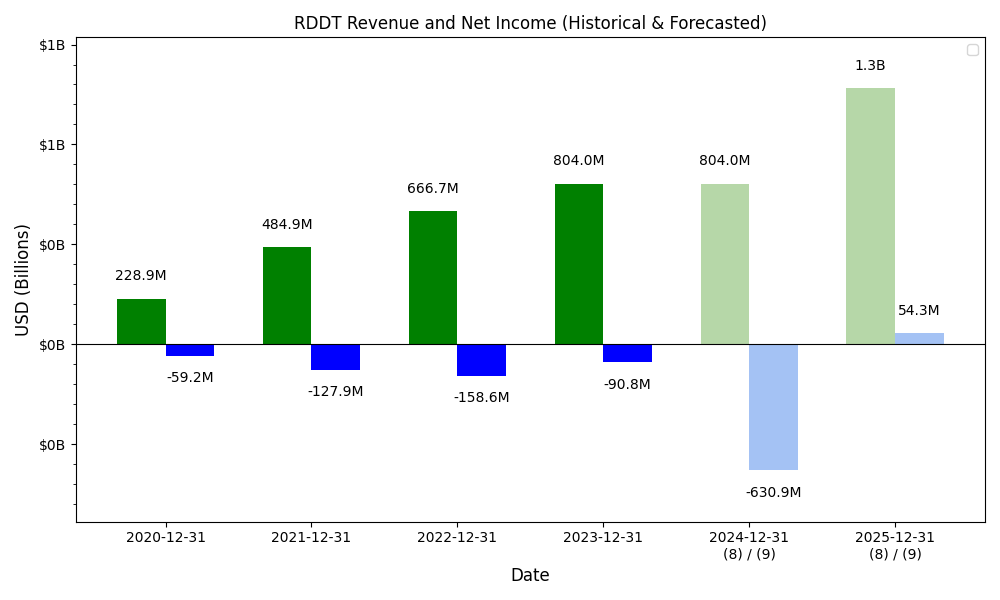 RDDT Revenue and Net Income (Historical & Forecasted)
$1B
1.3B
$1B
804.0M
804.0M
666.7M
484.9M
$0B
228.9M
54.3M
USD (Billions)
$0B
-59.2M
-127.9M
-158.6M
-90.8M
$0B
-630.9M
2020-12-31
2021-12-31
2022-12-31
2023-12-31
2024-12-31
(8) / (9)
2025-12-31
(8) / (9)
Date